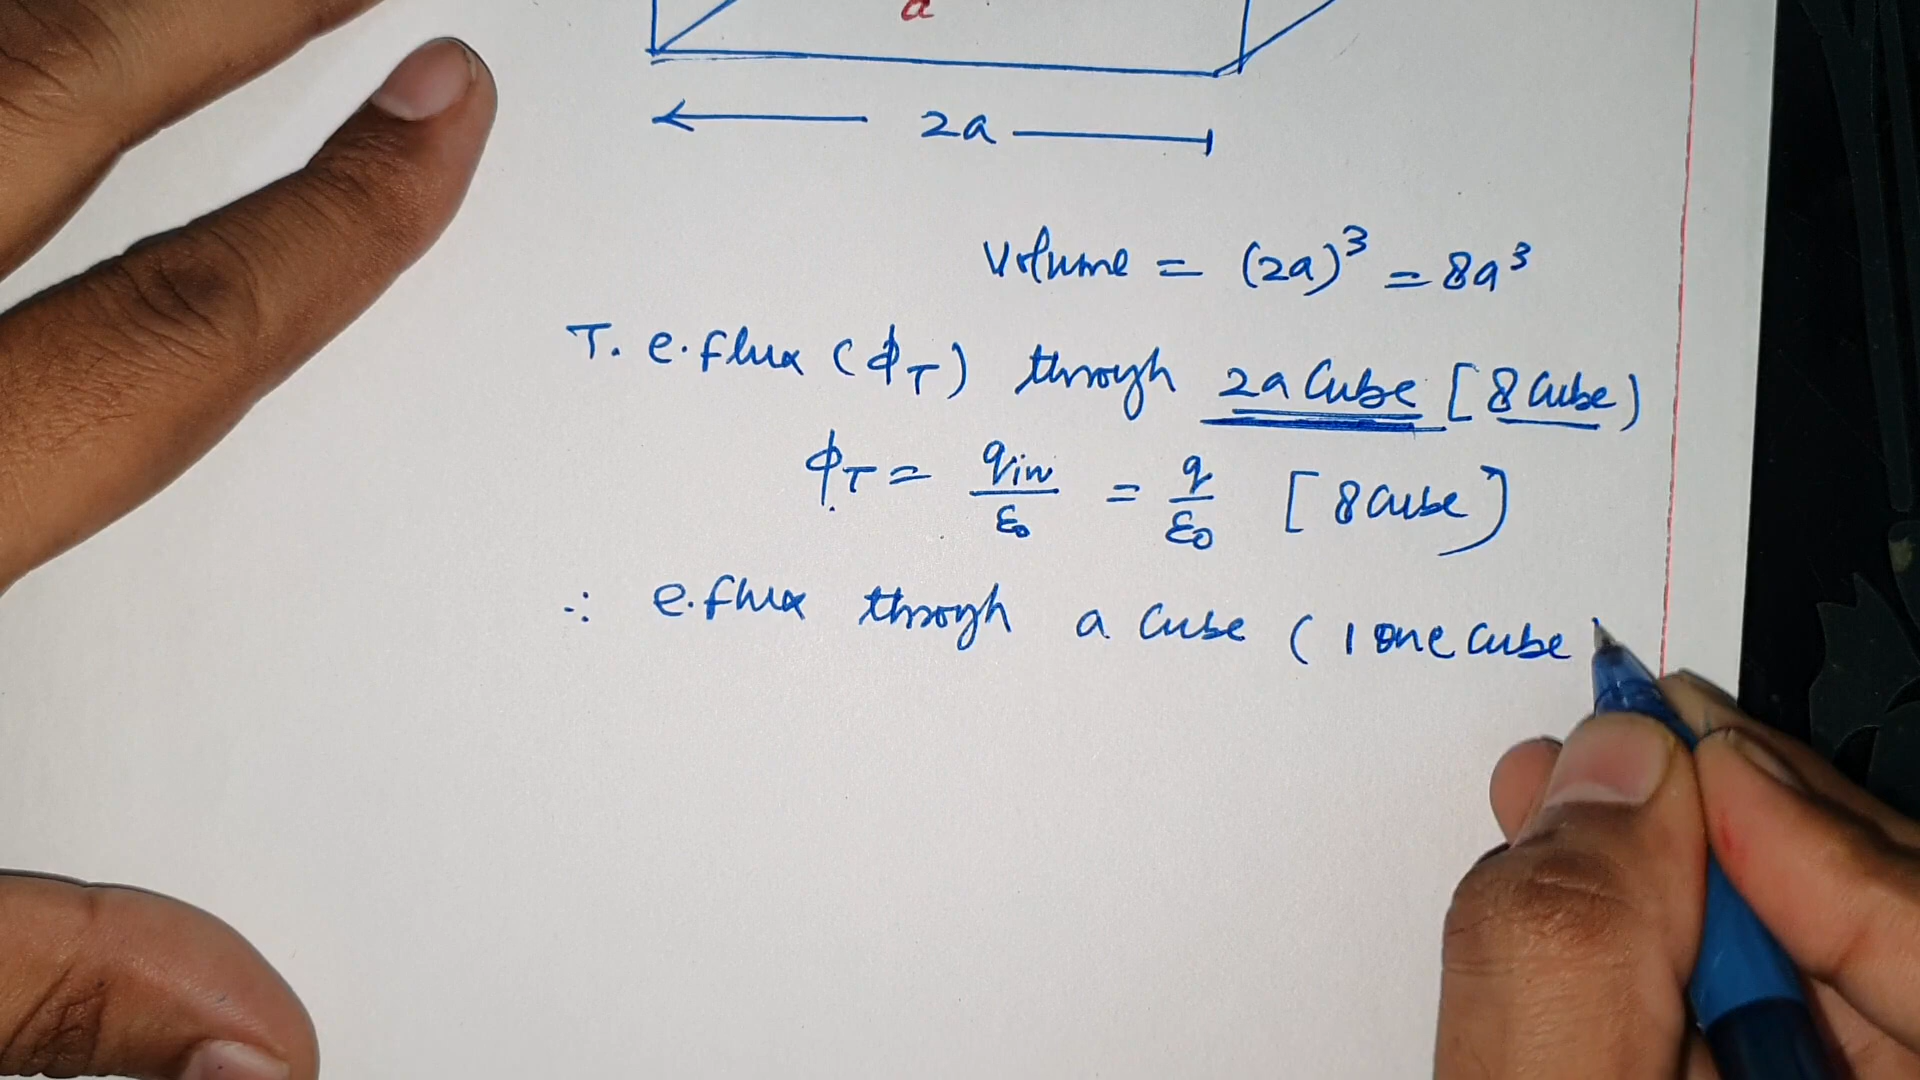 a
2a
Volume = (2a)³ = 8a³
T. e. flux (ϕT) through 2a Cube [8 Cube)
ϕT = qin/ε0 = q/ε0 [8 Cube]
∴ e. flux through a Cube (1 one Cube)